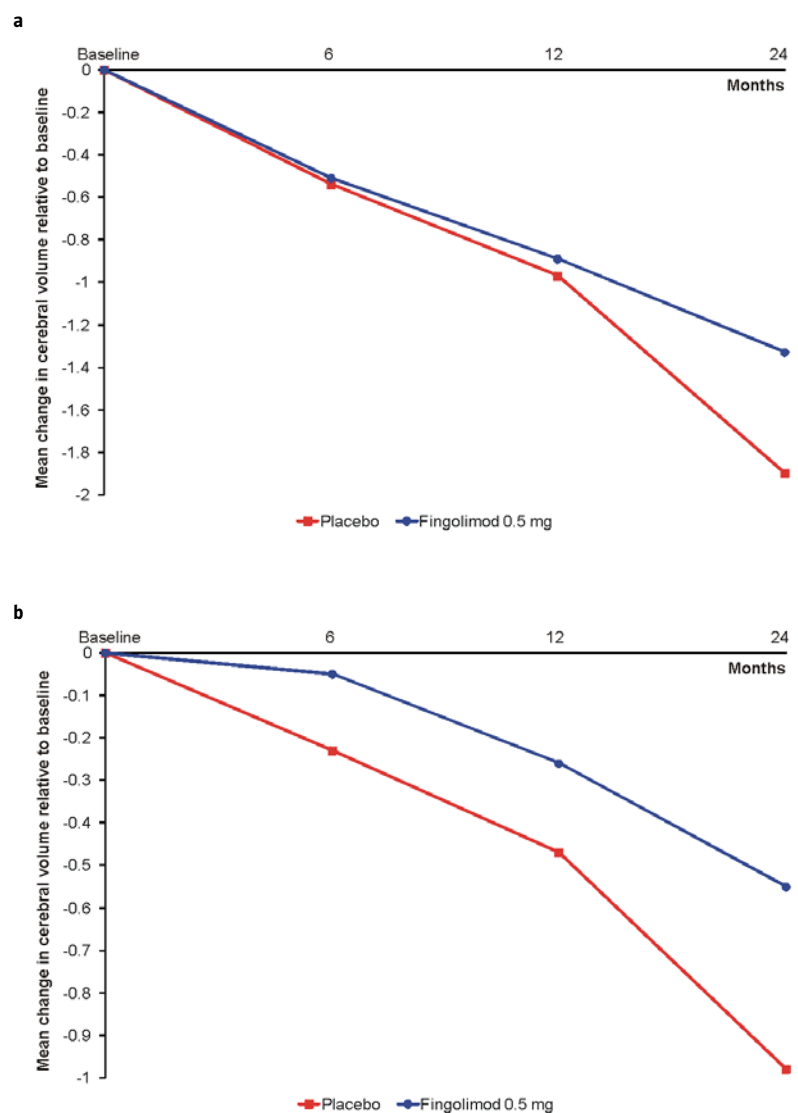 a
Baseline 6 12 24
0
Months
-0.2
-0.4
-0.6
-0.8
-1
-1.2
-1.4
-1.6
-1.8
-2
Mean change in cerebral volume relative to baseline
Placebo Fingolimod 0.5 mg
b
Baseline 6 12 24
0
Months
-0.1
-0.2
-0.3
-0.4
-0.5
-0.6
-0.7
-0.8
-0.9
-1
Mean change in cerebral volume relative to baseline
Placebo Fingolimod 0.5 mg